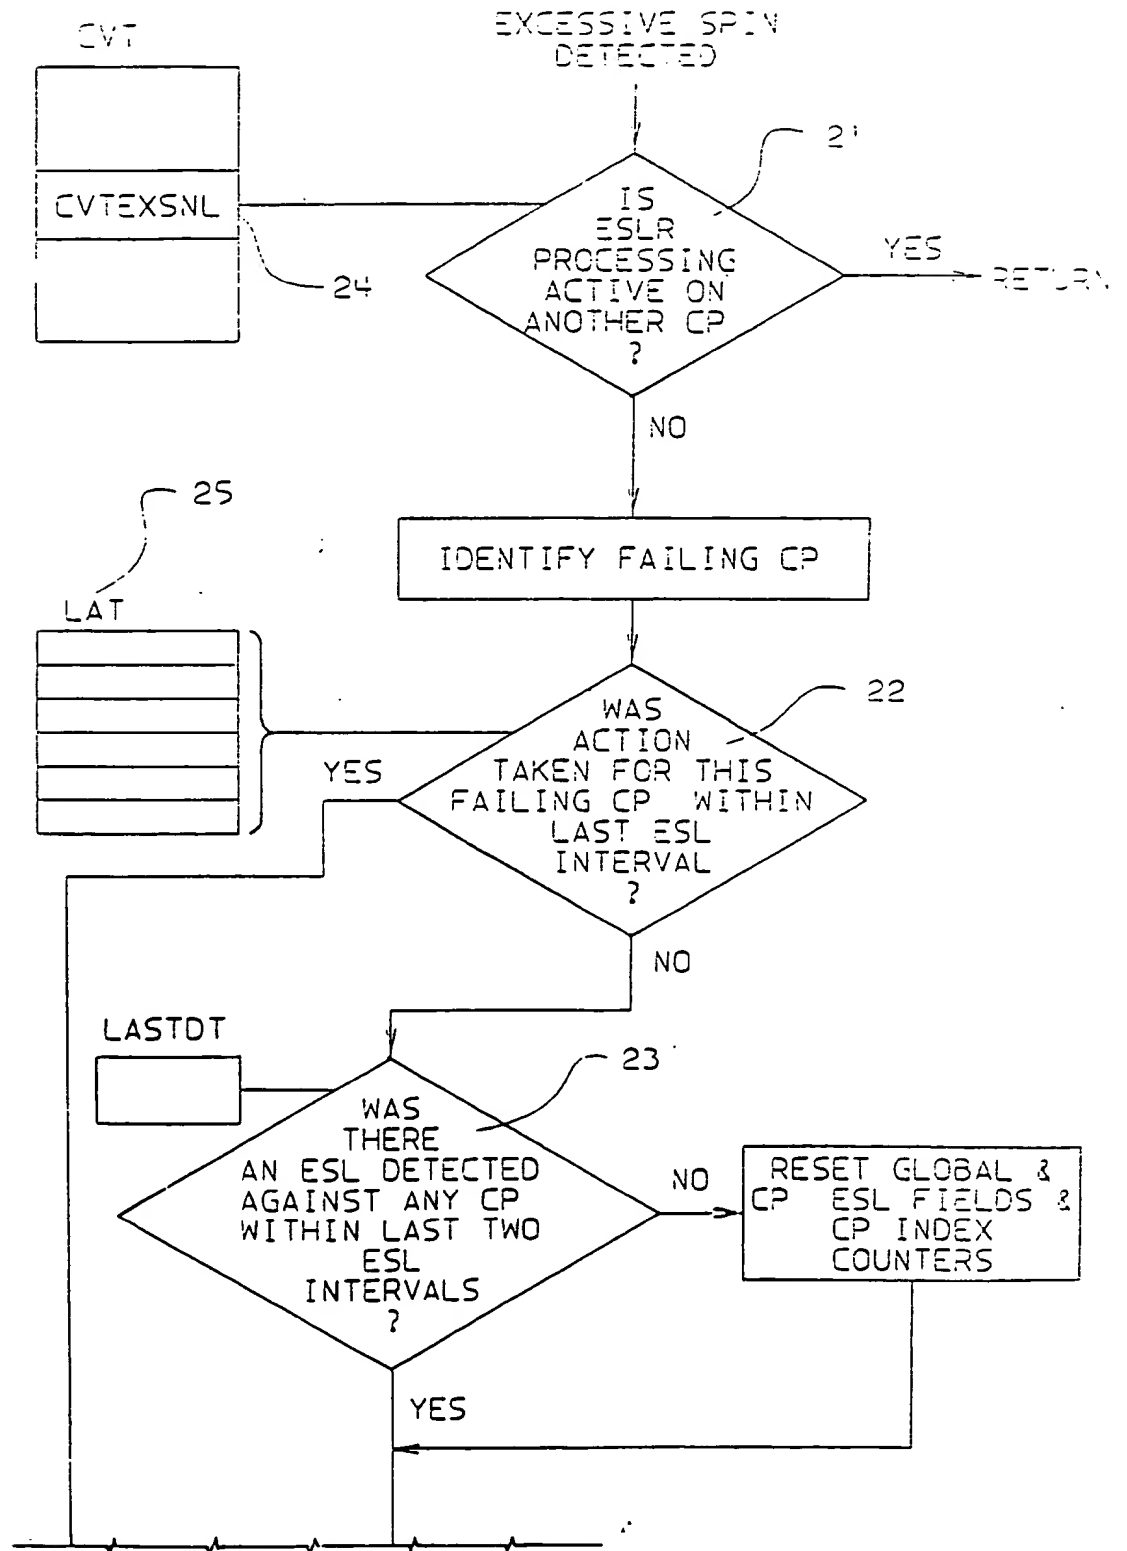 CVT
EXCESSIVE SPIN
DETECTED
21
CVTEXSNL
24
IS
ESLR
PROCESSING
ACTIVE ON
ANOTHER CP
?
YES
RETURN
NO
25
IDENTIFY FAILING CP
LAT
22
WAS
ACTION
TAKEN FOR THIS
FAILING CP WITHIN
LAST ESL
INTERVAL
?
YES
NO
LASTDT
23
WAS
THERE
AN ESL DETECTED
AGAINST ANY CP
WITHIN LAST TWO
ESL
INTERVALS
?
NO
RESET GLOBAL &
CP ESL FIELDS &
CP INDEX
COUNTERS
YES